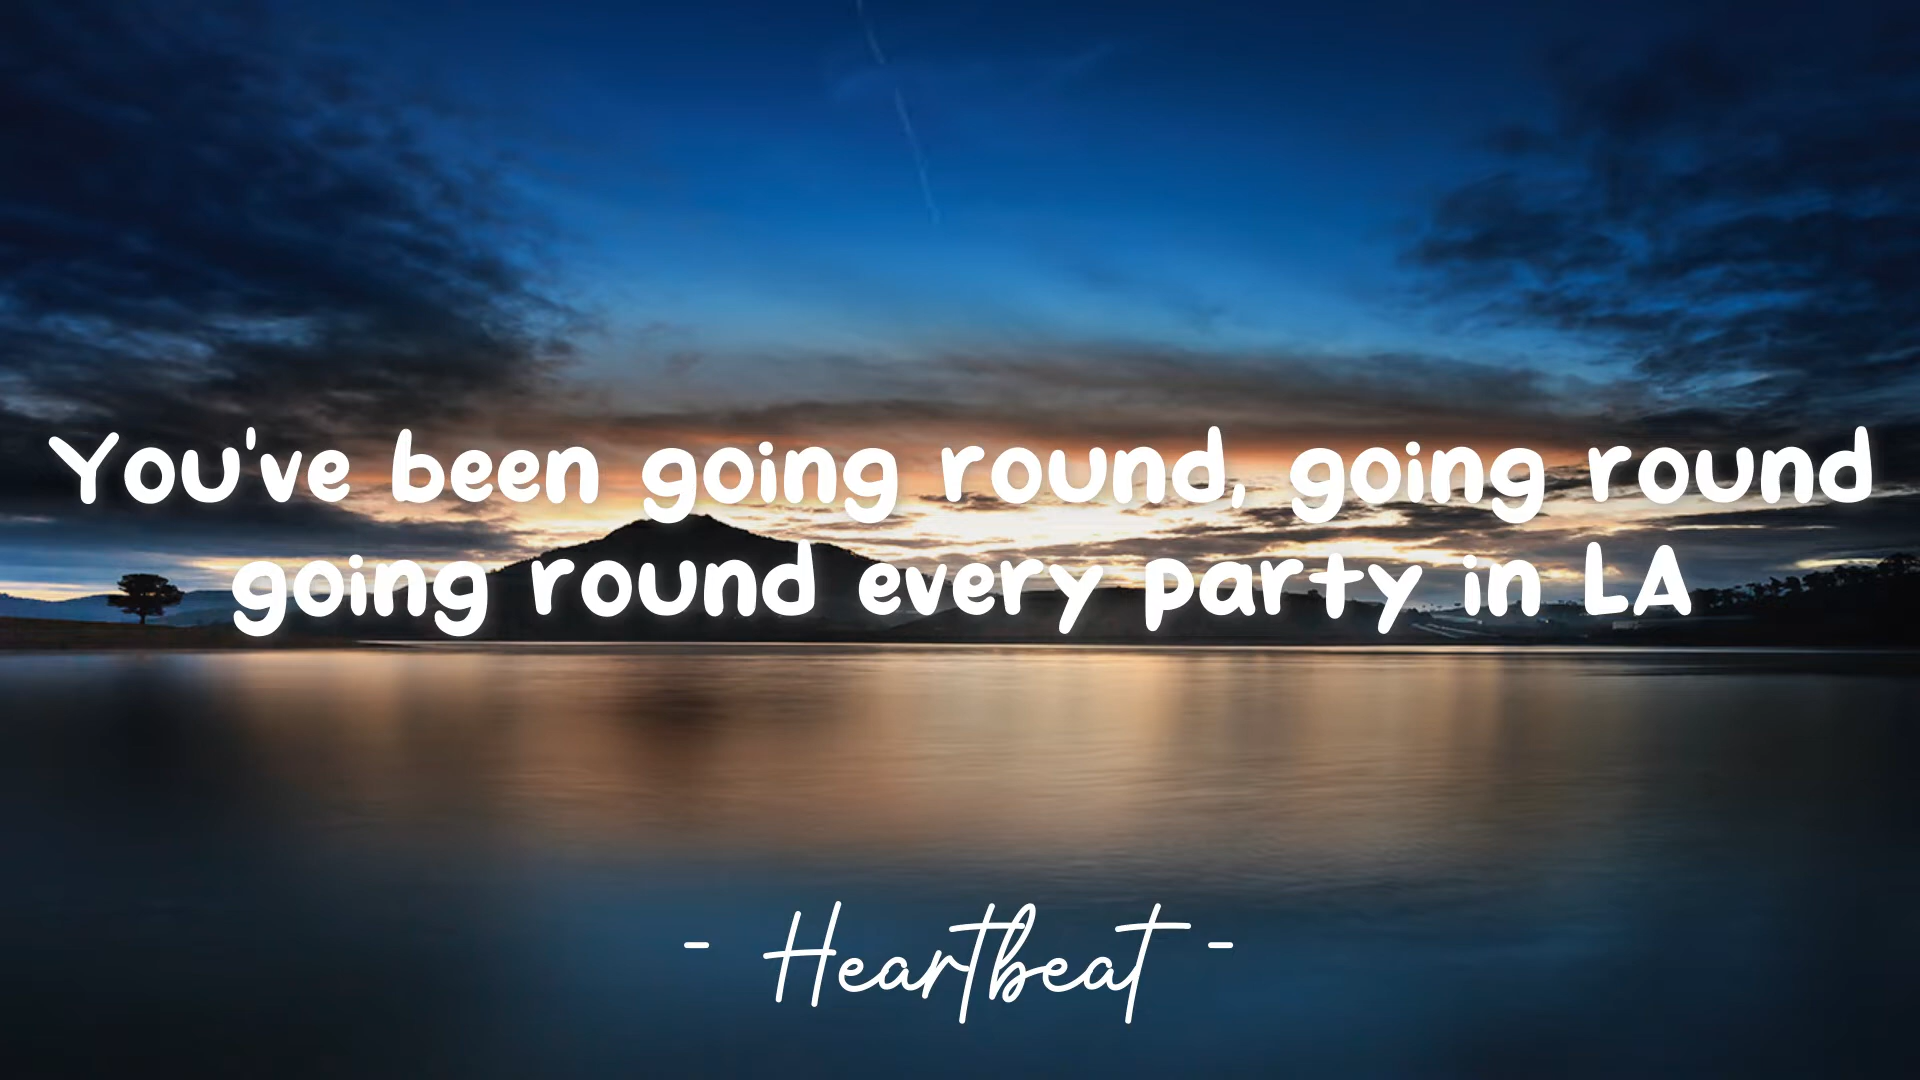 You've been going round, going round
going round every party in LA
- Heartbeat -